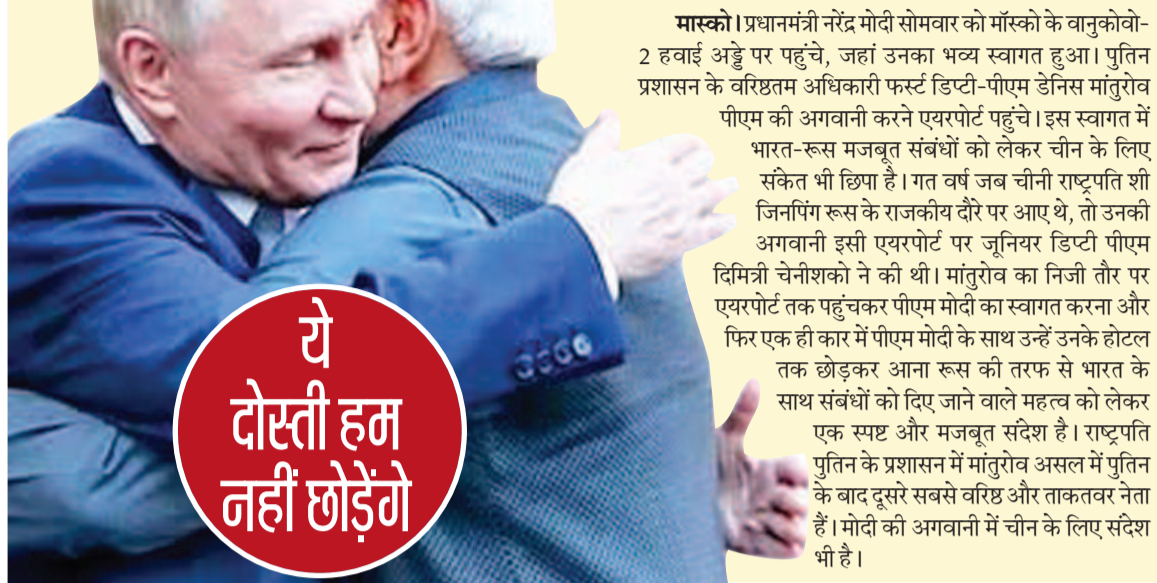 ये
दोस्ती हम
नहीं छोड़ेंगे
मास्को। प्रधानमंत्री नरेंद्र मोदी सोमवार को मॉस्को के वानुकोवो-
2 हवाई अड्डे पर पहुंचे, जहां उनका भव्य स्वागत हुआ। पुतिन
प्रशासन के वरिष्ठतम अधिकारी फर्स्ट डिप्टी-पीएम डेनिस मांतुरोव
पीएम की अगवानी करने एयरपोर्ट पहुंचे। इस स्वागत में
भारत-रूस मजबूत संबंधों को लेकर चीन के लिए
संकेत भी छिपा है। गत वर्ष जब चीनी राष्ट्रपति शी
जिनपिंग रूस के राजकीय दौरे पर आए थे, तो उनकी
अगवानी इसी एयरपोर्ट पर जूनियर डिप्टी पीएम
दिमित्री चेनीशको ने की थी। मांतुरोव का निजी तौर पर
एयरपोर्ट तक पहुंचकर पीएम मोदी का स्वागत करना और
फिर एक ही कार में पीएम मोदी के साथ उन्हें उनके होटल
तक छोड़कर आना रूस की तरफ से भारत के
साथ संबंधों को दिए जाने वाले महत्व को लेकर
एक स्पष्ट और मजबूत संदेश है। राष्ट्रपति
पुतिन के प्रशासन में मांतुरोव असल में पुतिन
के बाद दूसरे सबसे वरिष्ठ और ताकतवर नेता
हैं। मोदी की अगवानी में चीन के लिए संदेश
भी है।